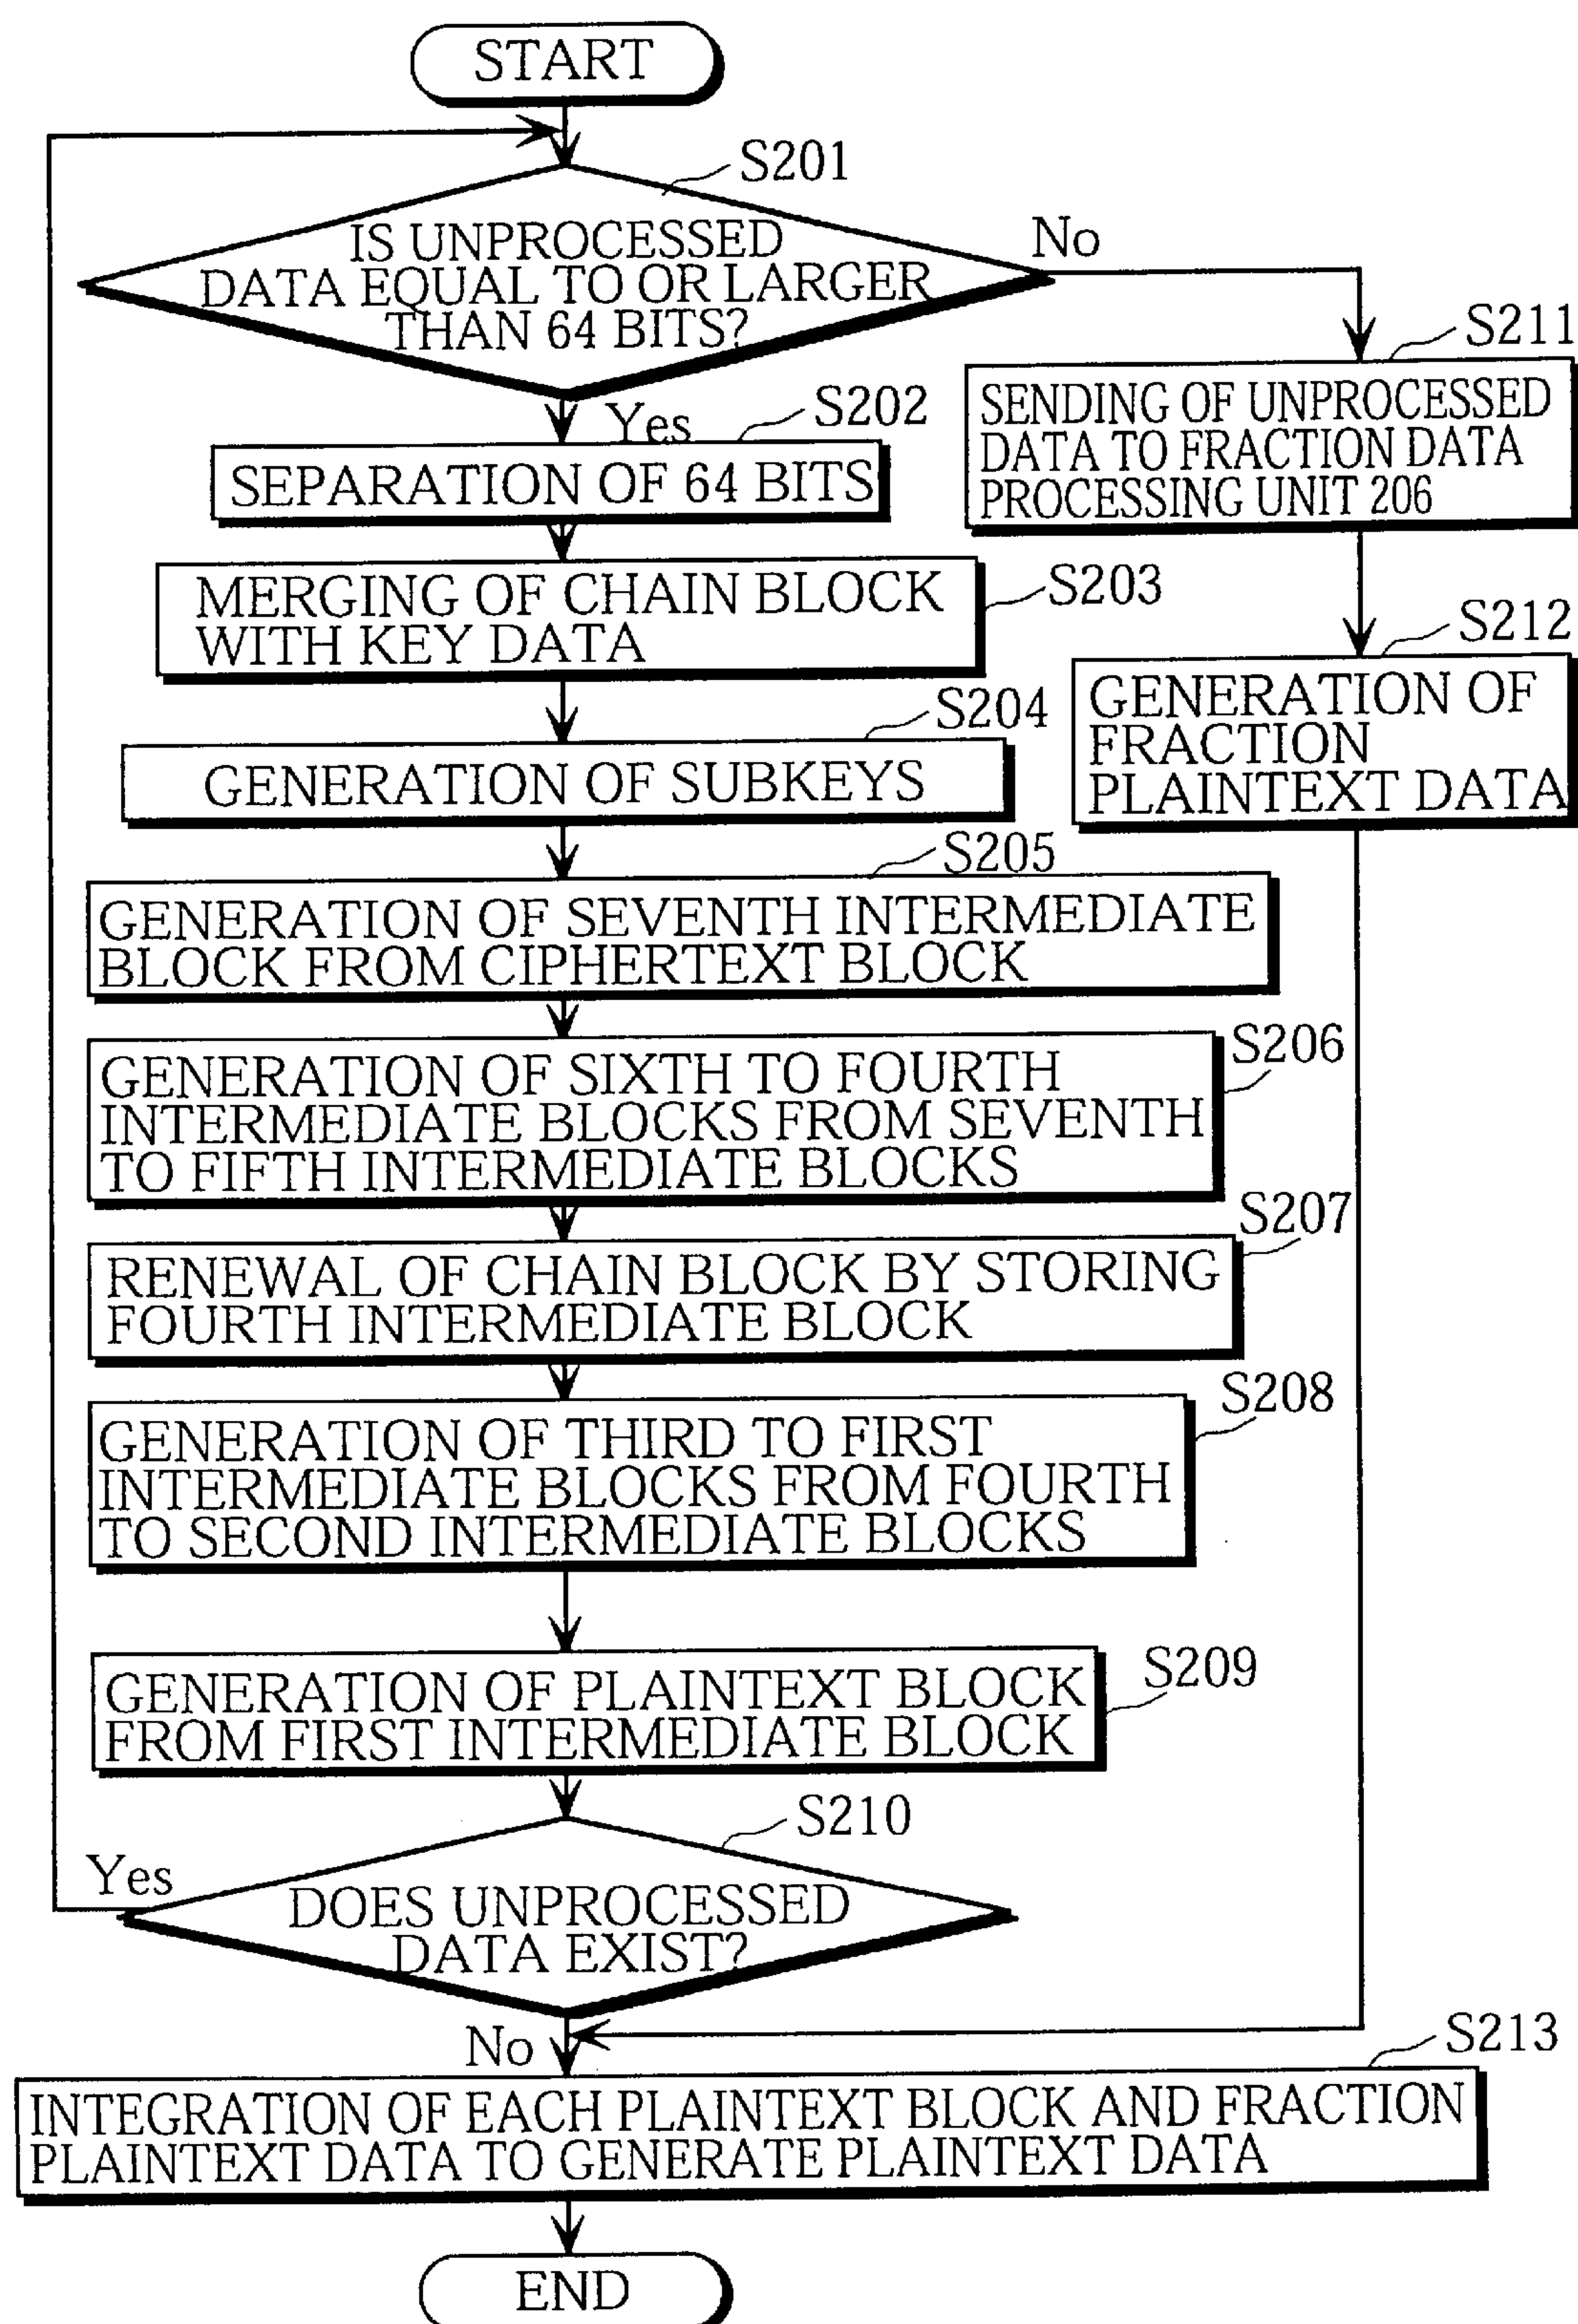 START
S201
IS UNPROCESSED
DATA EQUAL TO OR LARGER
THAN 64 BITS?
No
Yes
S202
SEPARATION OF 64 BITS
S203
MERGING OF CHAIN BLOCK
WITH KEY DATA
S204
GENERATION OF SUBKEYS
S205
GENERATION OF SEVENTH INTERMEDIATE
BLOCK FROM CIPHERTEXT BLOCK
S206
GENERATION OF SIXTH TO FOURTH
INTERMEDIATE BLOCKS FROM SEVENTH
TO FIFTH INTERMEDIATE BLOCKS
S207
RENEWAL OF CHAIN BLOCK BY STORING
FOURTH INTERMEDIATE BLOCK
S208
GENERATION OF THIRD TO FIRST
INTERMEDIATE BLOCKS FROM FOURTH
TO SECOND INTERMEDIATE BLOCKS
S209
GENERATION OF PLAINTEXT BLOCK
FROM FIRST INTERMEDIATE BLOCK
S210
Yes
DOES UNPROCESSED
DATA EXIST?
No
S211
SENDING OF UNPROCESSED
DATA TO FRACTION DATA
PROCESSING UNIT 206
S212
GENERATION OF
FRACTION
PLAINTEXT DATA
S213
INTEGRATION OF EACH PLAINTEXT BLOCK AND FRACTION
PLAINTEXT DATA TO GENERATE PLAINTEXT DATA
END